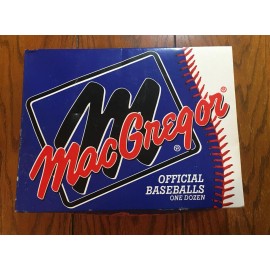 M
MacGregor®
®
OFFICIAL
BASEBALLS
ONE DOZEN